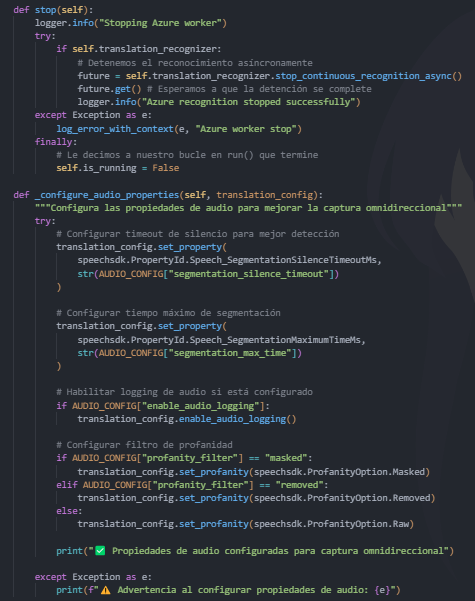 def stop(self):
    logger.info("Stopping Azure worker")
    try:
        if self.translation_recognizer:
            # Detenemos el reconocimiento asíncronamente
            future = self.translation_recognizer.stop_continuous_recognition_async()
            future.get() # Esperamos a que la detención se complete
            logger.info("Azure recognition stopped successfully")
    except Exception as e:
        log_error_with_context(e, "Azure worker stop")
    finally:
        # Le decimos a nuestro bucle en run() que termine
        self.is_running = False

def _configure_audio_properties(self, translation_config):
    """Configura las propiedades de audio para mejorar la captura omnidireccional"""
    try:
        # Configurar timeout de silencio para mejor detección
        translation_config.set_property(
            speechsdk.PropertyId.Speech_SegmentationSilenceTimeoutMs,
            str(AUDIO_CONFIG["segmentation_silence_timeout"])
        )

        # Configurar tiempo máximo de segmentación
        translation_config.set_property(
            speechsdk.PropertyId.Speech_SegmentationMaximumTimeMs,
            str(AUDIO_CONFIG["segmentation_max_time"])
        )

        # Habilitar logging de audio si está configurado
        if AUDIO_CONFIG["enable_audio_logging"]:
            translation_config.enable_audio_logging()

        # Configurar filtro de profanidad
        if AUDIO_CONFIG["profanity_filter"] == "masked":
            translation_config.set_profanity(speechsdk.ProfanityOption.Masked)
        elif AUDIO_CONFIG["profanity_filter"] == "removed":
            translation_config.set_profanity(speechsdk.ProfanityOption.Removed)
        else:
            translation_config.set_profanity(speechsdk.ProfanityOption.Raw)

        print("✅ Propiedades de audio configuradas para captura omnidireccional")

    except Exception as e:
        print(f"⚠️ Advertencia al configurar propiedades de audio: {e}")